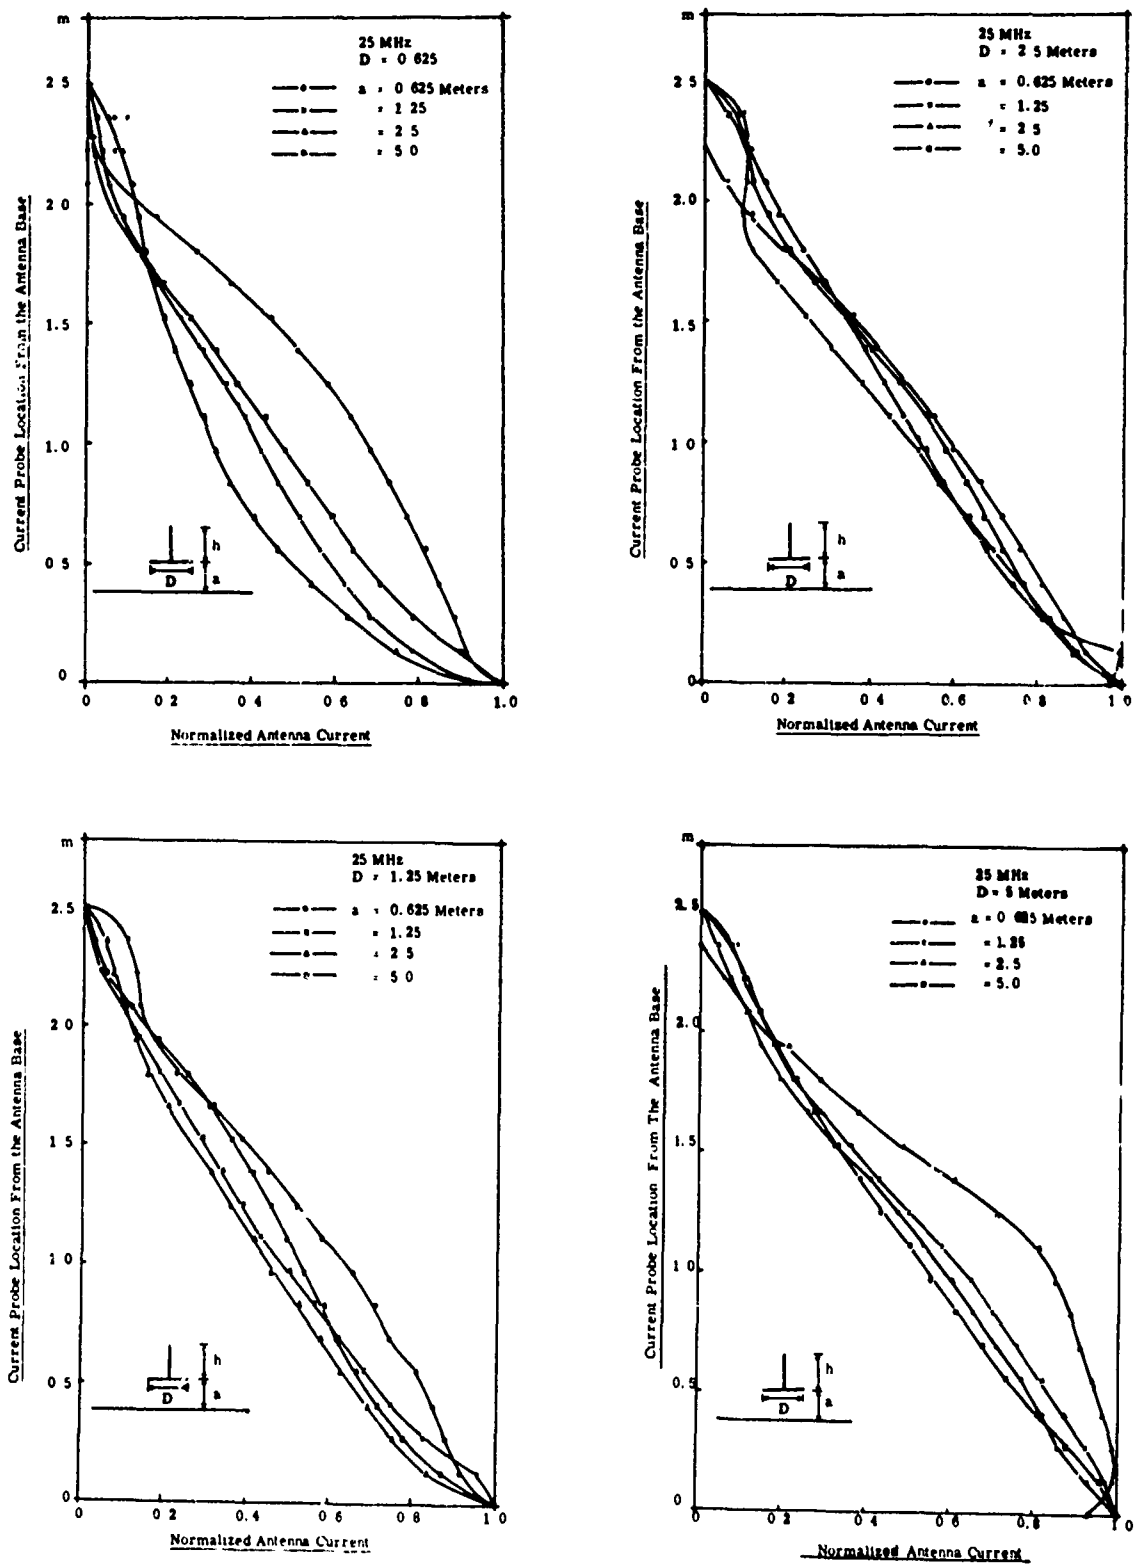 m
25 MHz
D = 0 625
a = 0 625 Meters
= 1 25
= 2 5
= 5 0
2 5
2 0
1.5
1 0
0 5
0
Current Probe Location From the Antenna Base
h
D
a
0 0 2 0 4 0 6 0 8 1.0
Normalized Antenna Current
m
25 MHz
D = 2 5 Meters
a = 0.625 Meters
= 1.25
= 2 5
= 5.0
2.5
2.0
1.5
1.0
0 5
0
Current Probe Location From the Antenna Base
h
D
a
0 0 2 0 4 0 6 0 8 1 0
Normalized Antenna Current
m
25 MHz
D = 1.25 Meters
a = 0.625 Meters
= 1.25
= 2 5
= 5 0
2.5
2 0
1 5
1 0
0 5
0
Current Probe Location From the Antenna Base
h
D
a
0 0 2 0 4 0 6 0 8 1.0
Normalized Antenna Current
m
25 MHz
D = 5 Meters
a = 0 625 Meters
= 1.25
= 2.5
= 5.0
2.5
2.0
1.5
1 0
0.5
0
Current Probe Location From The Antenna Base
h
D
a
0 0 2 0 4 0 6 0 8 1 0
Normalized Antenna Current